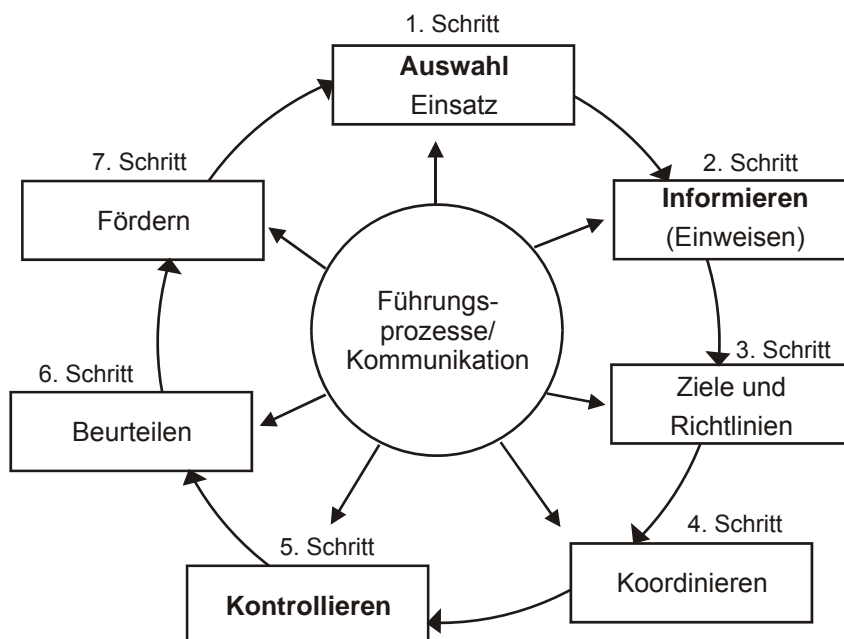 1. Schritt
Auswahl
Einsatz
2. Schritt
Informieren
(Einweisen)
3. Schritt
Ziele und
Richtlinien
4. Schritt
Koordinieren
5. Schritt
Kontrollieren
6. Schritt
Beurteilen
7. Schritt
Fördern
Führungs-
prozesse/
Kommunikation